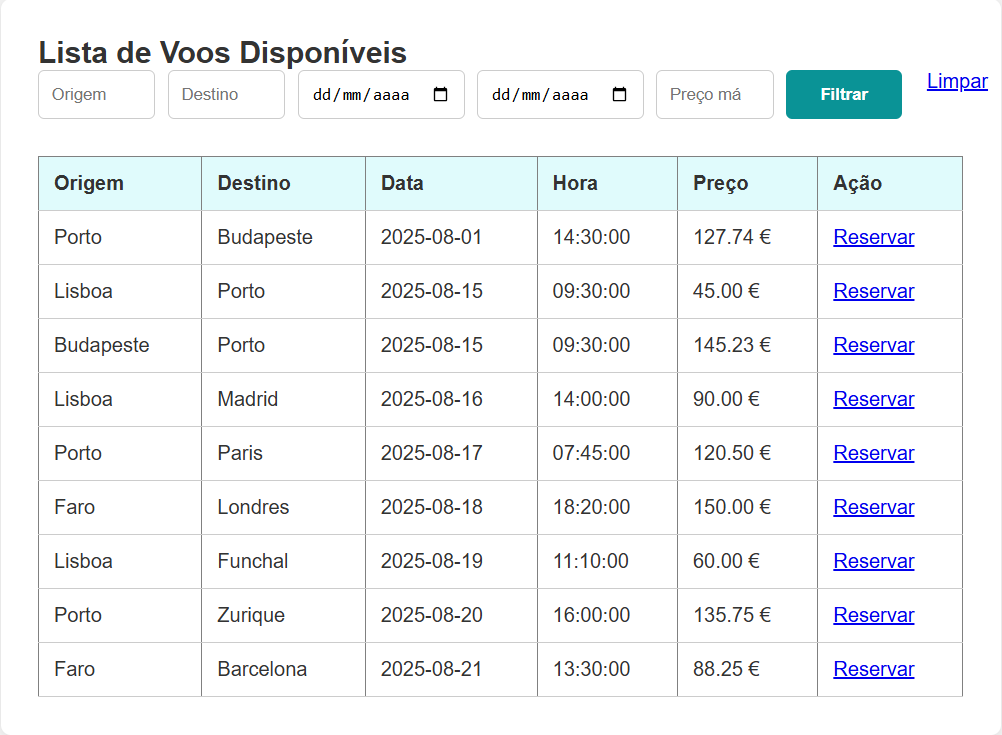 Lista de Voos Disponíveis
Origem Destino dd/mm/aaaa dd/mm/aaaa Preço má Filtrar Limpar
Origem Destino Data Hora Preço Ação
Porto Budapeste 2025-08-01 14:30:00 127.74 € Reservar
Lisboa Porto 2025-08-15 09:30:00 45.00 € Reservar
Budapeste Porto 2025-08-15 09:30:00 145.23 € Reservar
Lisboa Madrid 2025-08-16 14:00:00 90.00 € Reservar
Porto Paris 2025-08-17 07:45:00 120.50 € Reservar
Faro Londres 2025-08-18 18:20:00 150.00 € Reservar
Lisboa Funchal 2025-08-19 11:10:00 60.00 € Reservar
Porto Zurique 2025-08-20 16:00:00 135.75 € Reservar
Faro Barcelona 2025-08-21 13:30:00 88.25 € Reservar